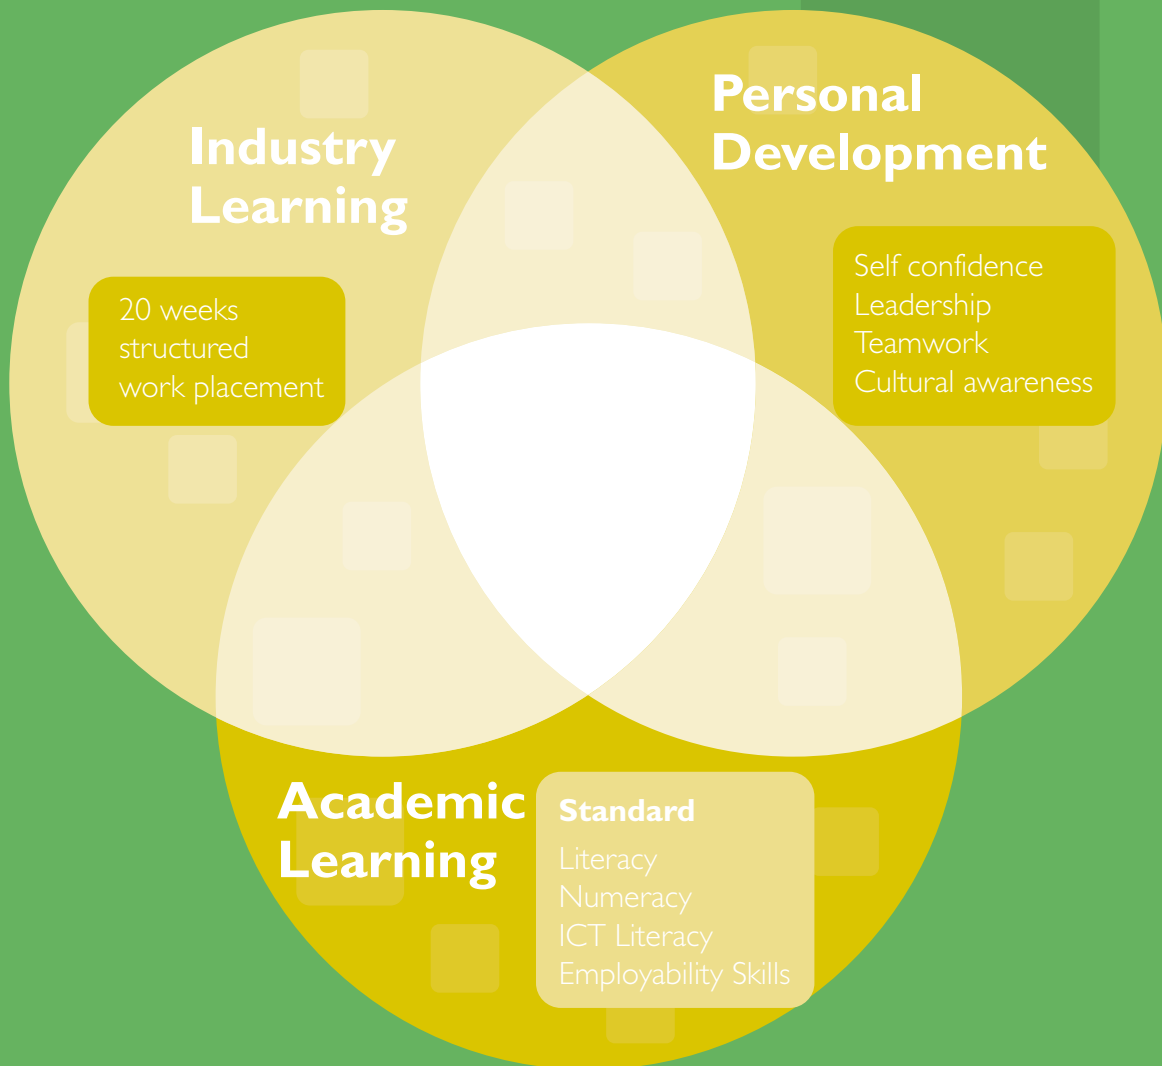 Industry
Learning
20 weeks
structured
work placement
Personal
Development
Self confidence
Leadership
Teamwork
Cultural awareness
Academic
Learning
Standard
Literacy
Numeracy
ICT Literacy
Employability Skills